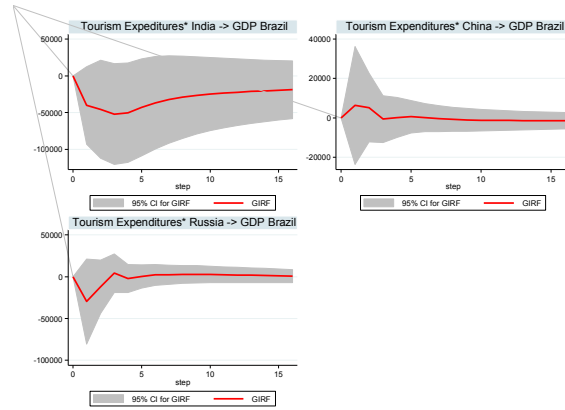 Tourism Expeditures* India -> GDP Brazil
50000
0
-50000
-100000
0 5 10 15
step
95% CI for GIRF GIRF
Tourism Expenditures* China -> GDP Brazil
40000
20000
0
-20000
0 5 10 15
step
95% CI for GIRF GIRF
Tourism Expenditures* Russia -> GDP Brazil
50000
0
-50000
-100000
0 5 10 15
step
95% CI for GIRF GIRF